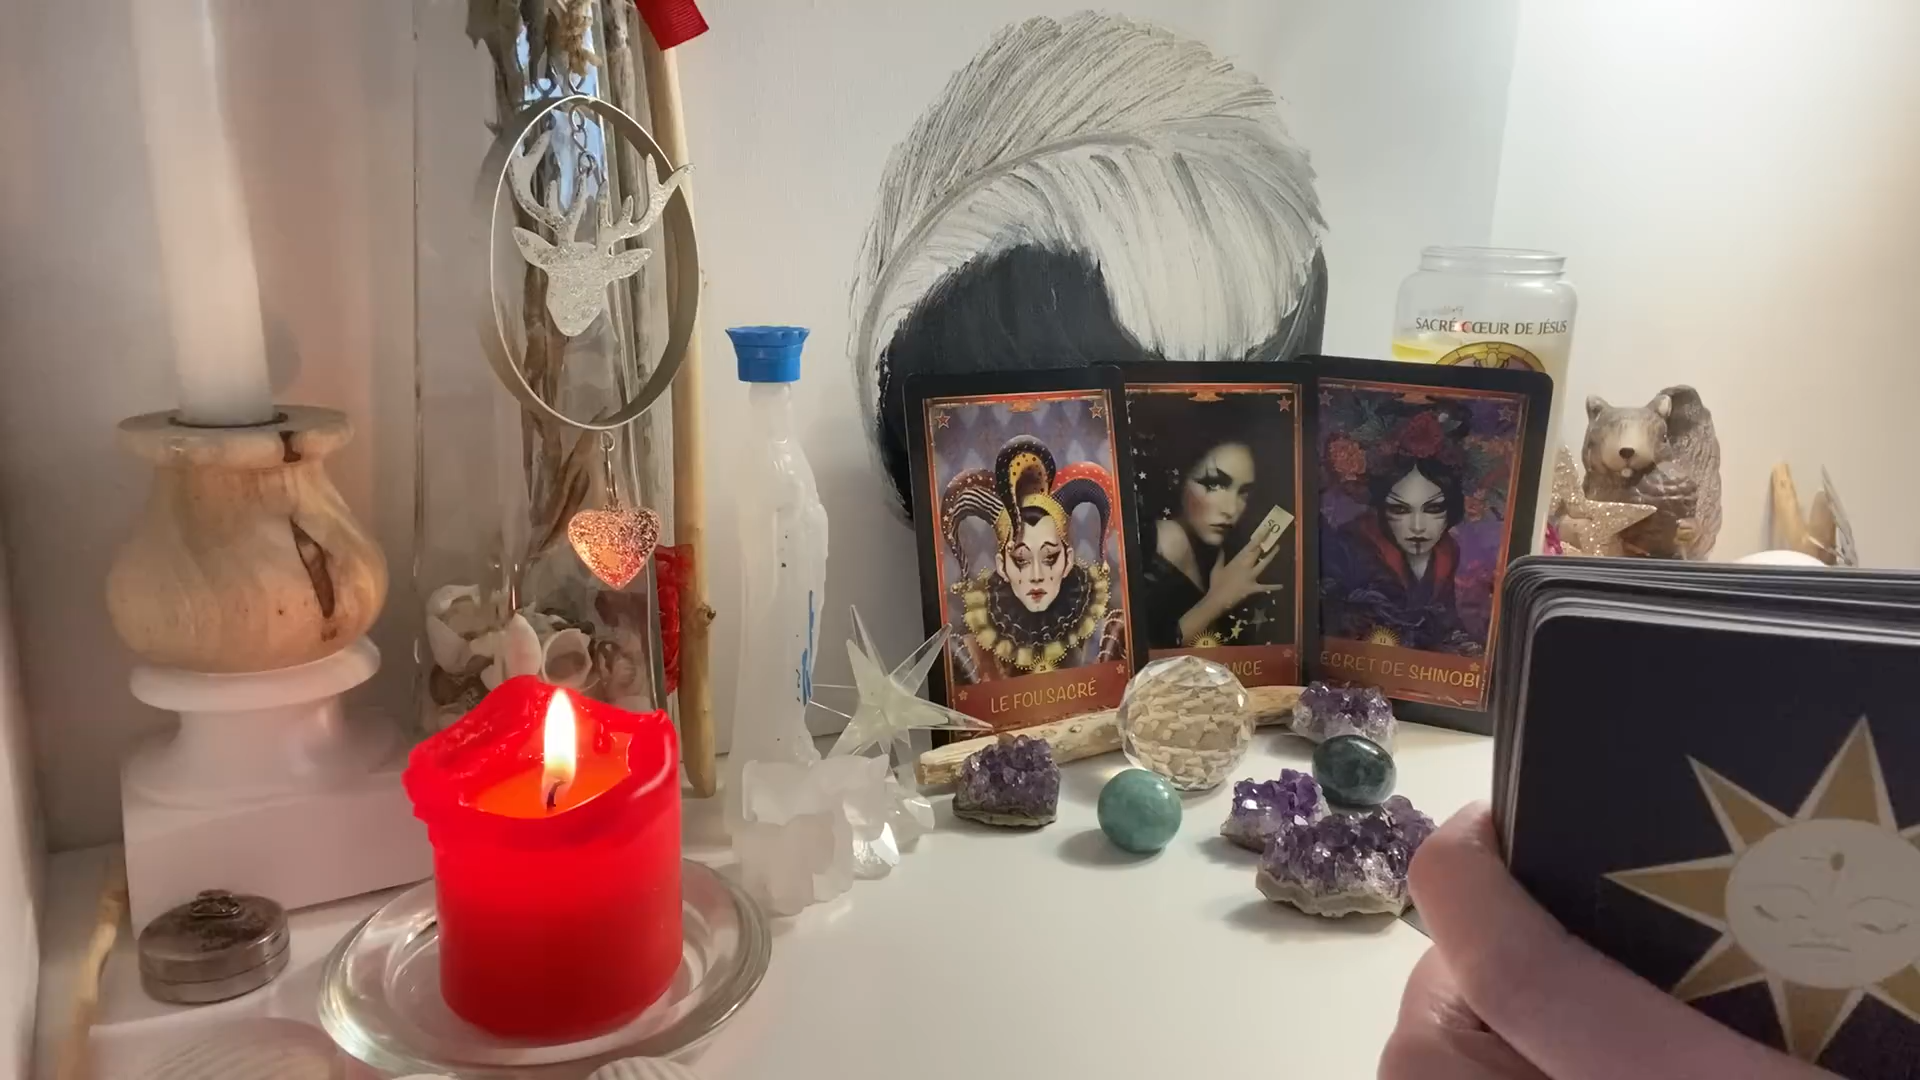 SACRÉ CŒUR DE JÉSUS
LE FOU SACRÉ
ANCE
ECRET DE SHINOBI